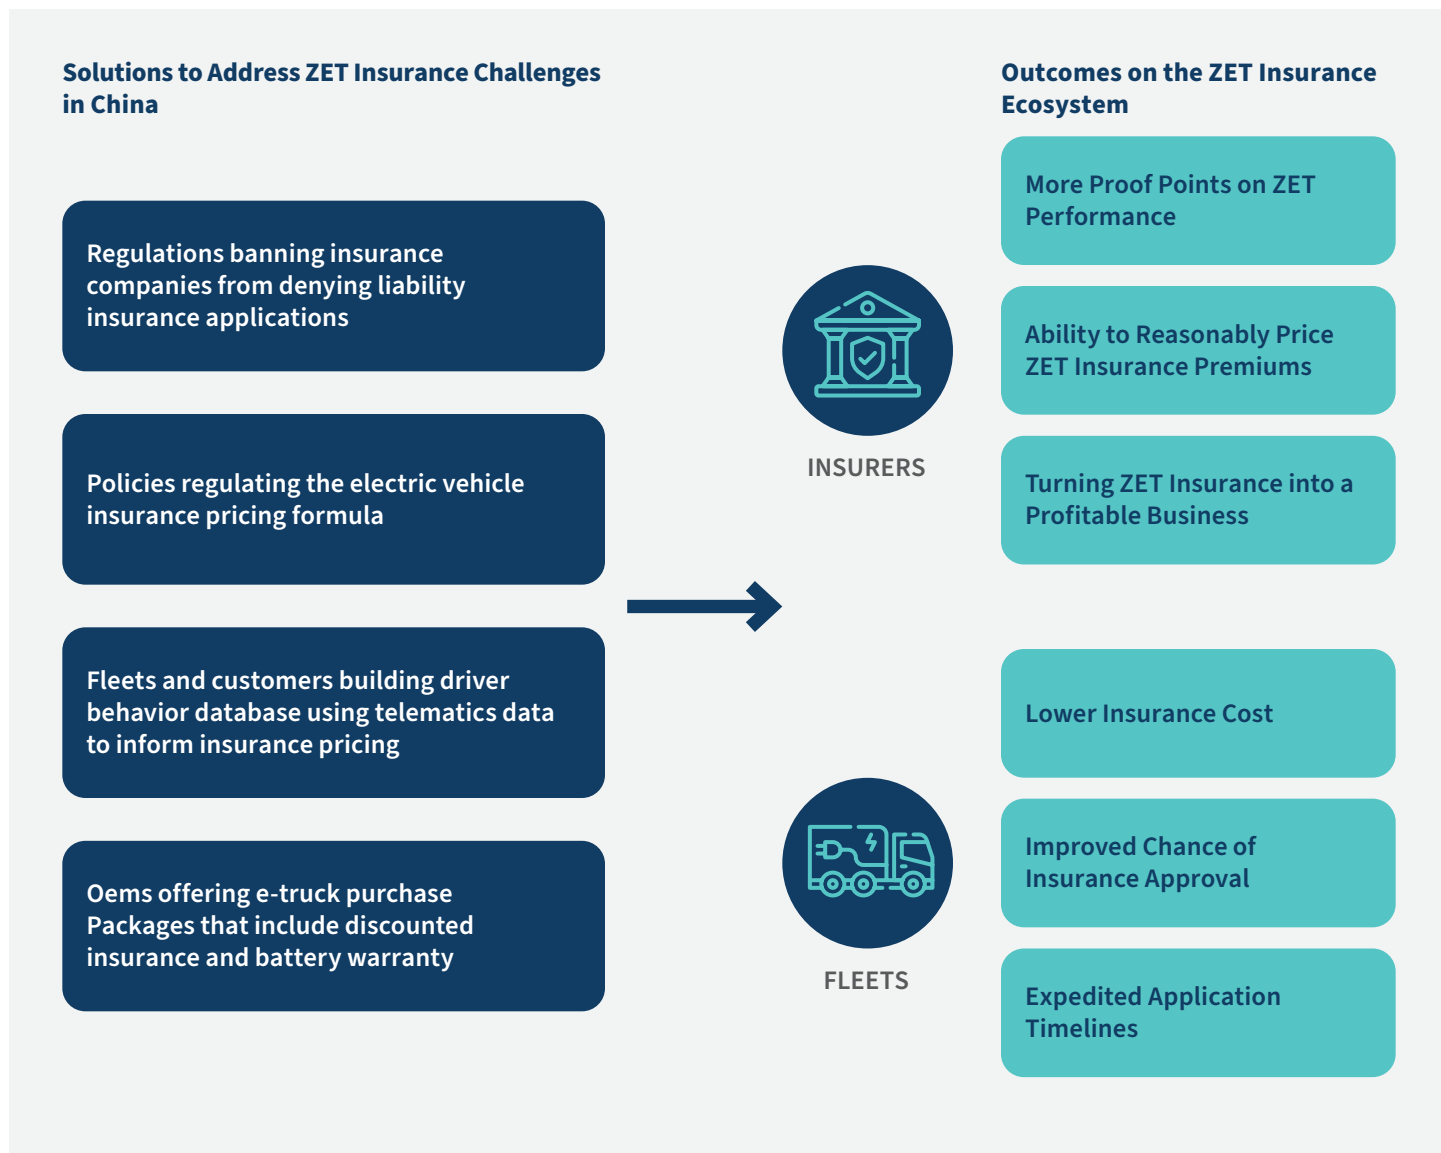 Solutions to Address ZET Insurance Challenges
in China
Regulations banning insurance
companies from denying liability
insurance applications
Policies regulating the electric vehicle
insurance pricing formula
Fleets and customers building driver
behavior database using telematics data
to inform insurance pricing
Oems offering e-truck purchase
Packages that include discounted
insurance and battery warranty
INSURERS
FLEETS
Outcomes on the ZET Insurance
Ecosystem
More Proof Points on ZET
Performance
Ability to Reasonably Price
ZET Insurance Premiums
Turning ZET Insurance into a
Profitable Business
Lower Insurance Cost
Improved Chance of
Insurance Approval
Expedited Application
Timelines